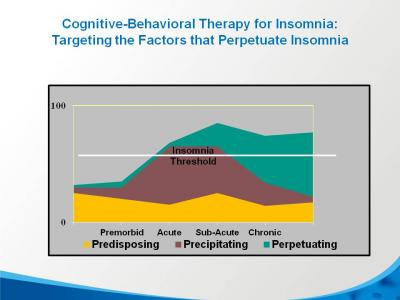 Cognitive-Behavioral Therapy for Insomnia:
Targeting the Factors that Perpetuate Insomnia
100
Insomnia
Threshold
0
Premorbid Acute Sub-Acute Chronic
Predisposing Precipitating Perpetuating